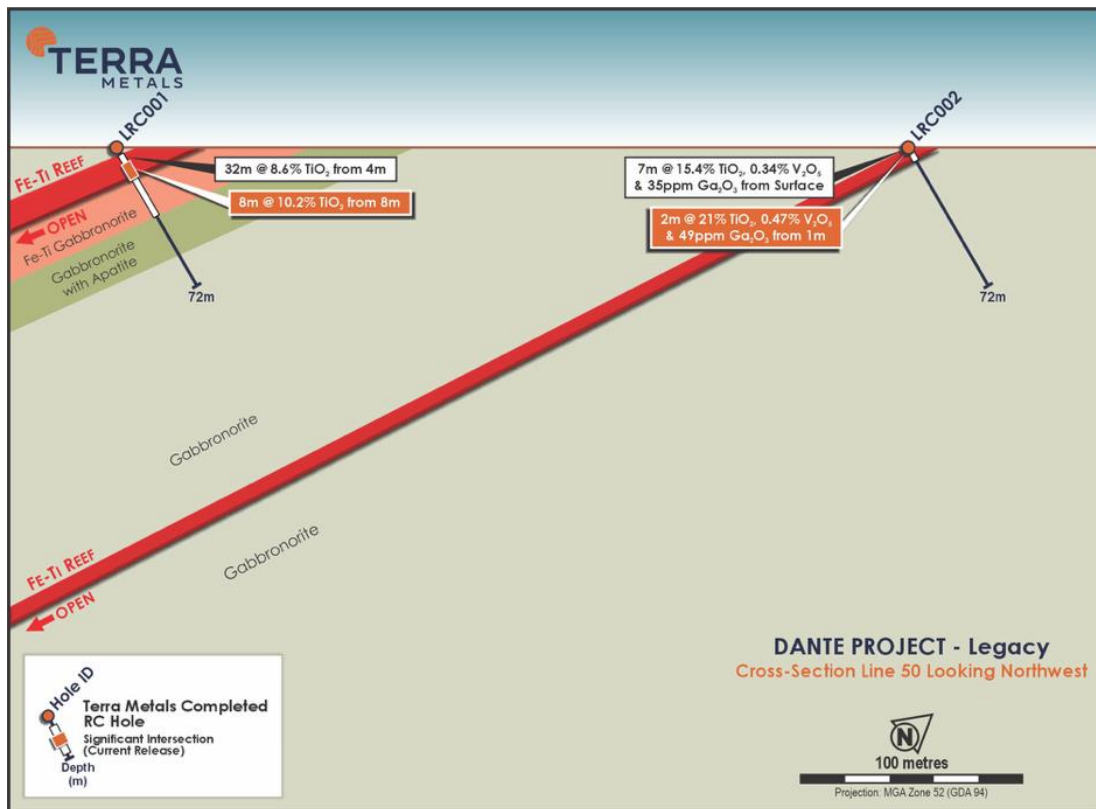 TERRA
METALS
LRC001
LRC002
FE-TI REEF
32m @ 8.6% TiO₂ from 4m
8m @ 10.2% TiO₂ from 8m
7m @ 15.4% TiO₂, 0.34% V₂O₅
& 35ppm Ga₂O₃ from Surface
2m @ 21% TiO₂, 0.47% V₂O₅
& 49ppm Ga₂O₃ from 1m
OPEN
Fe-Ti Gabbronorite
Gabbronorite
with Apatite
72m
72m
Gabbronorite
Gabbronorite
FE-TI REEF
OPEN
DANTE PROJECT - Legacy
Cross-Section Line 50 Looking Northwest
Hole ID
Terra Metals Completed
RC Hole
Significant Intersection
(Current Release)
Depth
(m)
N
100 metres
Projection: MGA Zone 52 (GDA 94)